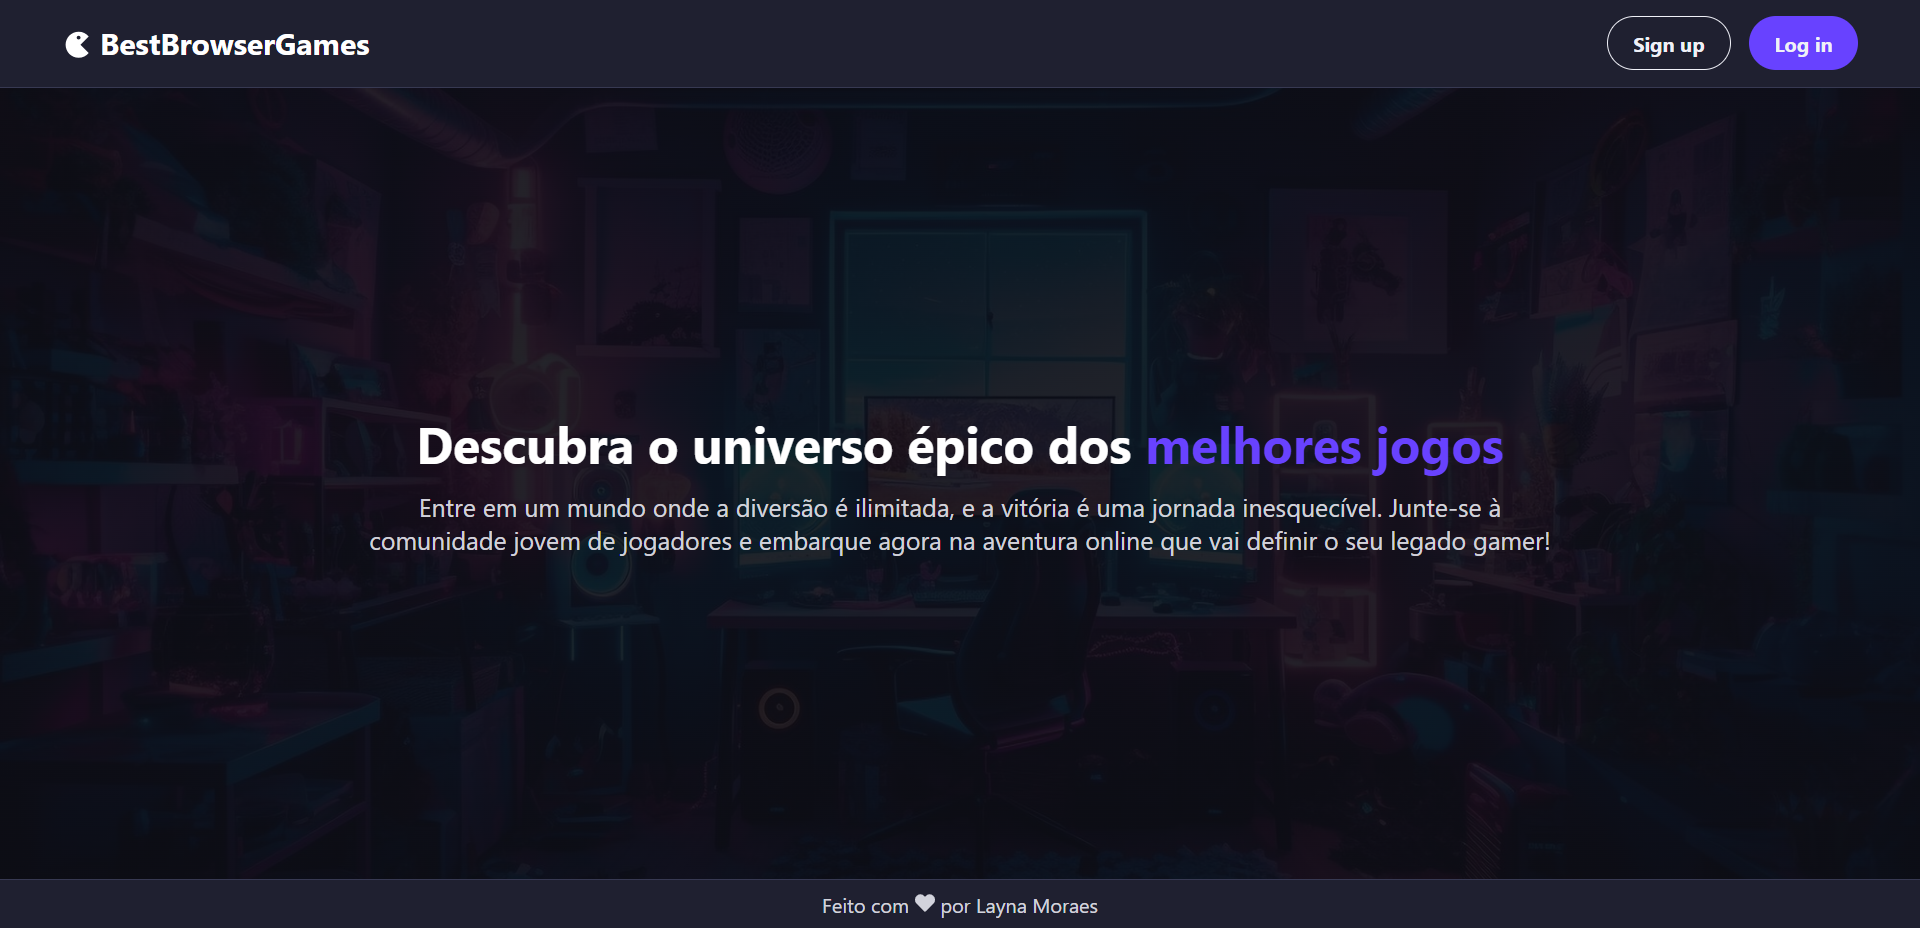 BestBrowserGames
Sign up
Log in
Descubra o universo épico dos melhores jogos
Entre em um mundo onde a diversão é ilimitada, e a vitória é uma jornada inesquecível. Junte-se à
comunidade jovem de jogadores e embarque agora na aventura online que vai definir o seu legado gamer!
Feito com por Layna Moraes